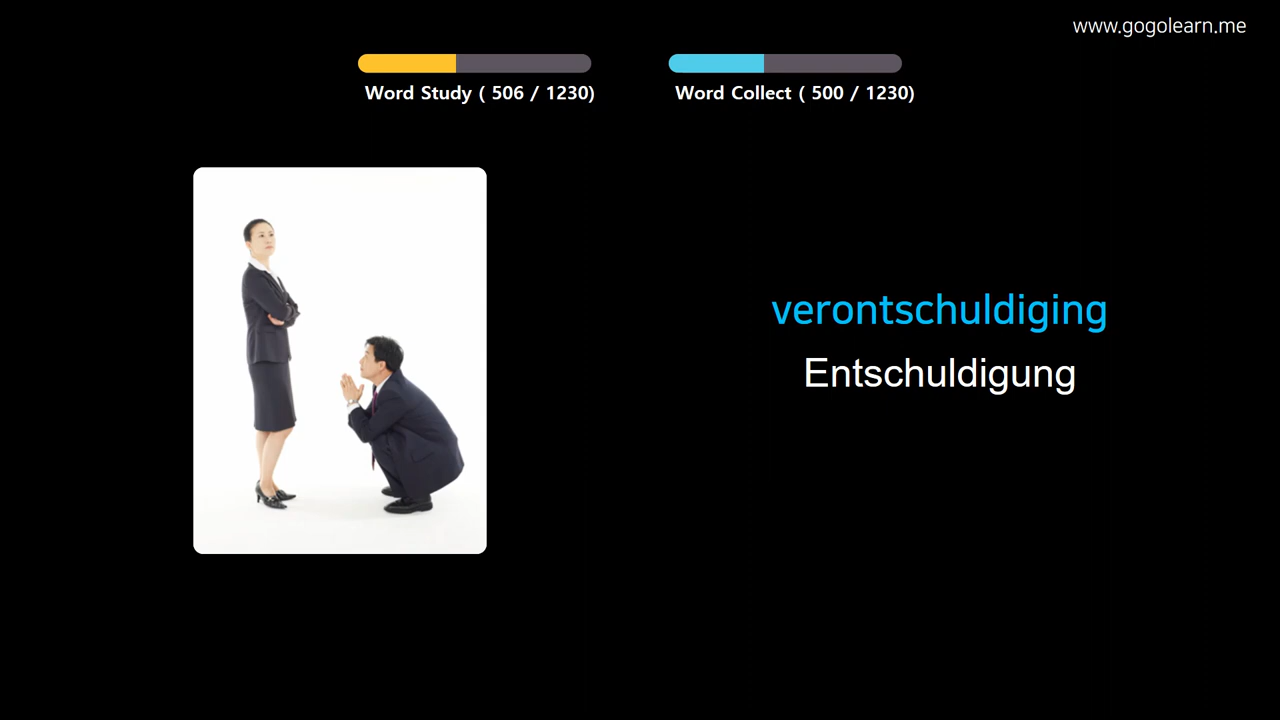 www.gogolearn.me
Word Study ( 506 / 1230)
Word Collect ( 500 / 1230)
verontschuldiging
Entschuldigung